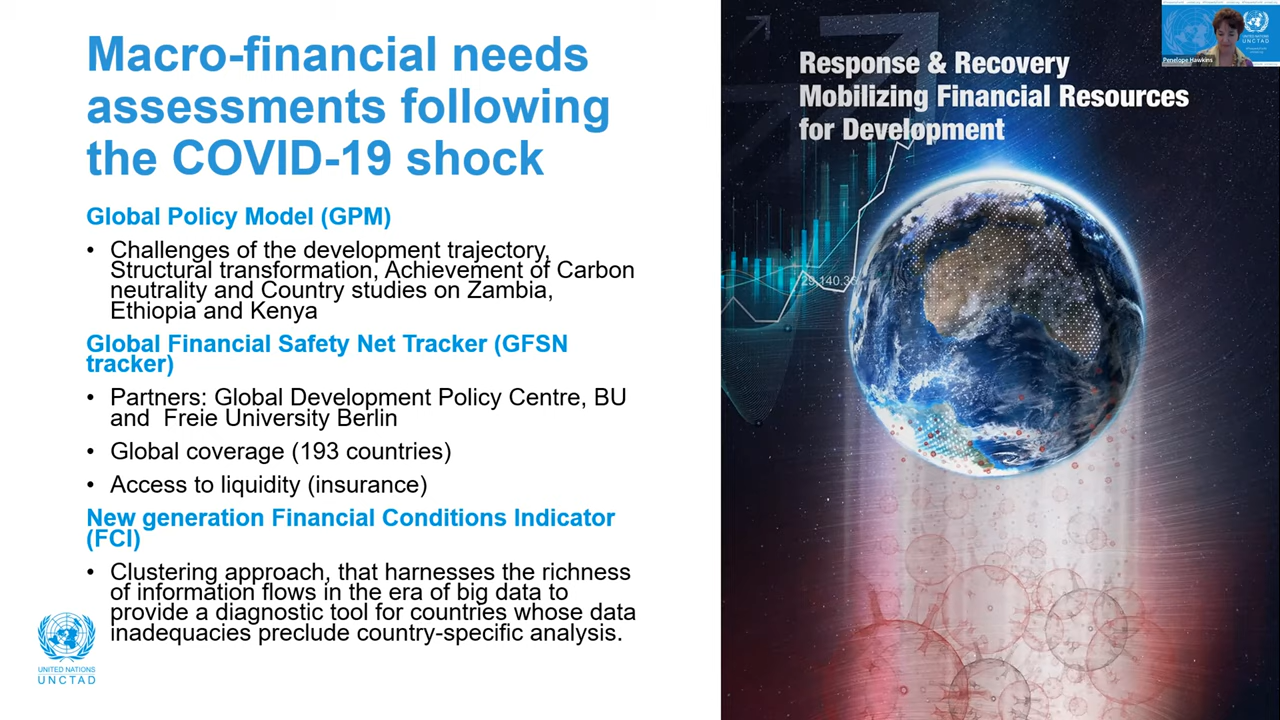 Macro-financial needs
assessments following
the COVID-19 shock
Global Policy Model (GPM)
• Challenges of the development trajectory,
Structural transformation, Achievement of Carbon
neutrality and Country studies on Zambia,
Ethiopia and Kenya
Global Financial Safety Net Tracker (GFSN
tracker)
• Partners: Global Development Policy Centre, BU
and Freie University Berlin
• Global coverage (193 countries)
• Access to liquidity (insurance)
New generation Financial Conditions Indicator
(FCI)
• Clustering approach, that harnesses the richness
of information flows in the era of big data to
provide a diagnostic tool for countries whose data
inadequacies preclude country-specific analysis.
UNITED NATIONS
UNCTAD
Response & Recovery
Mobilizing Financial Resources
for Development
UNITED NATIONS
UNCTAD
Penelope Hawkins